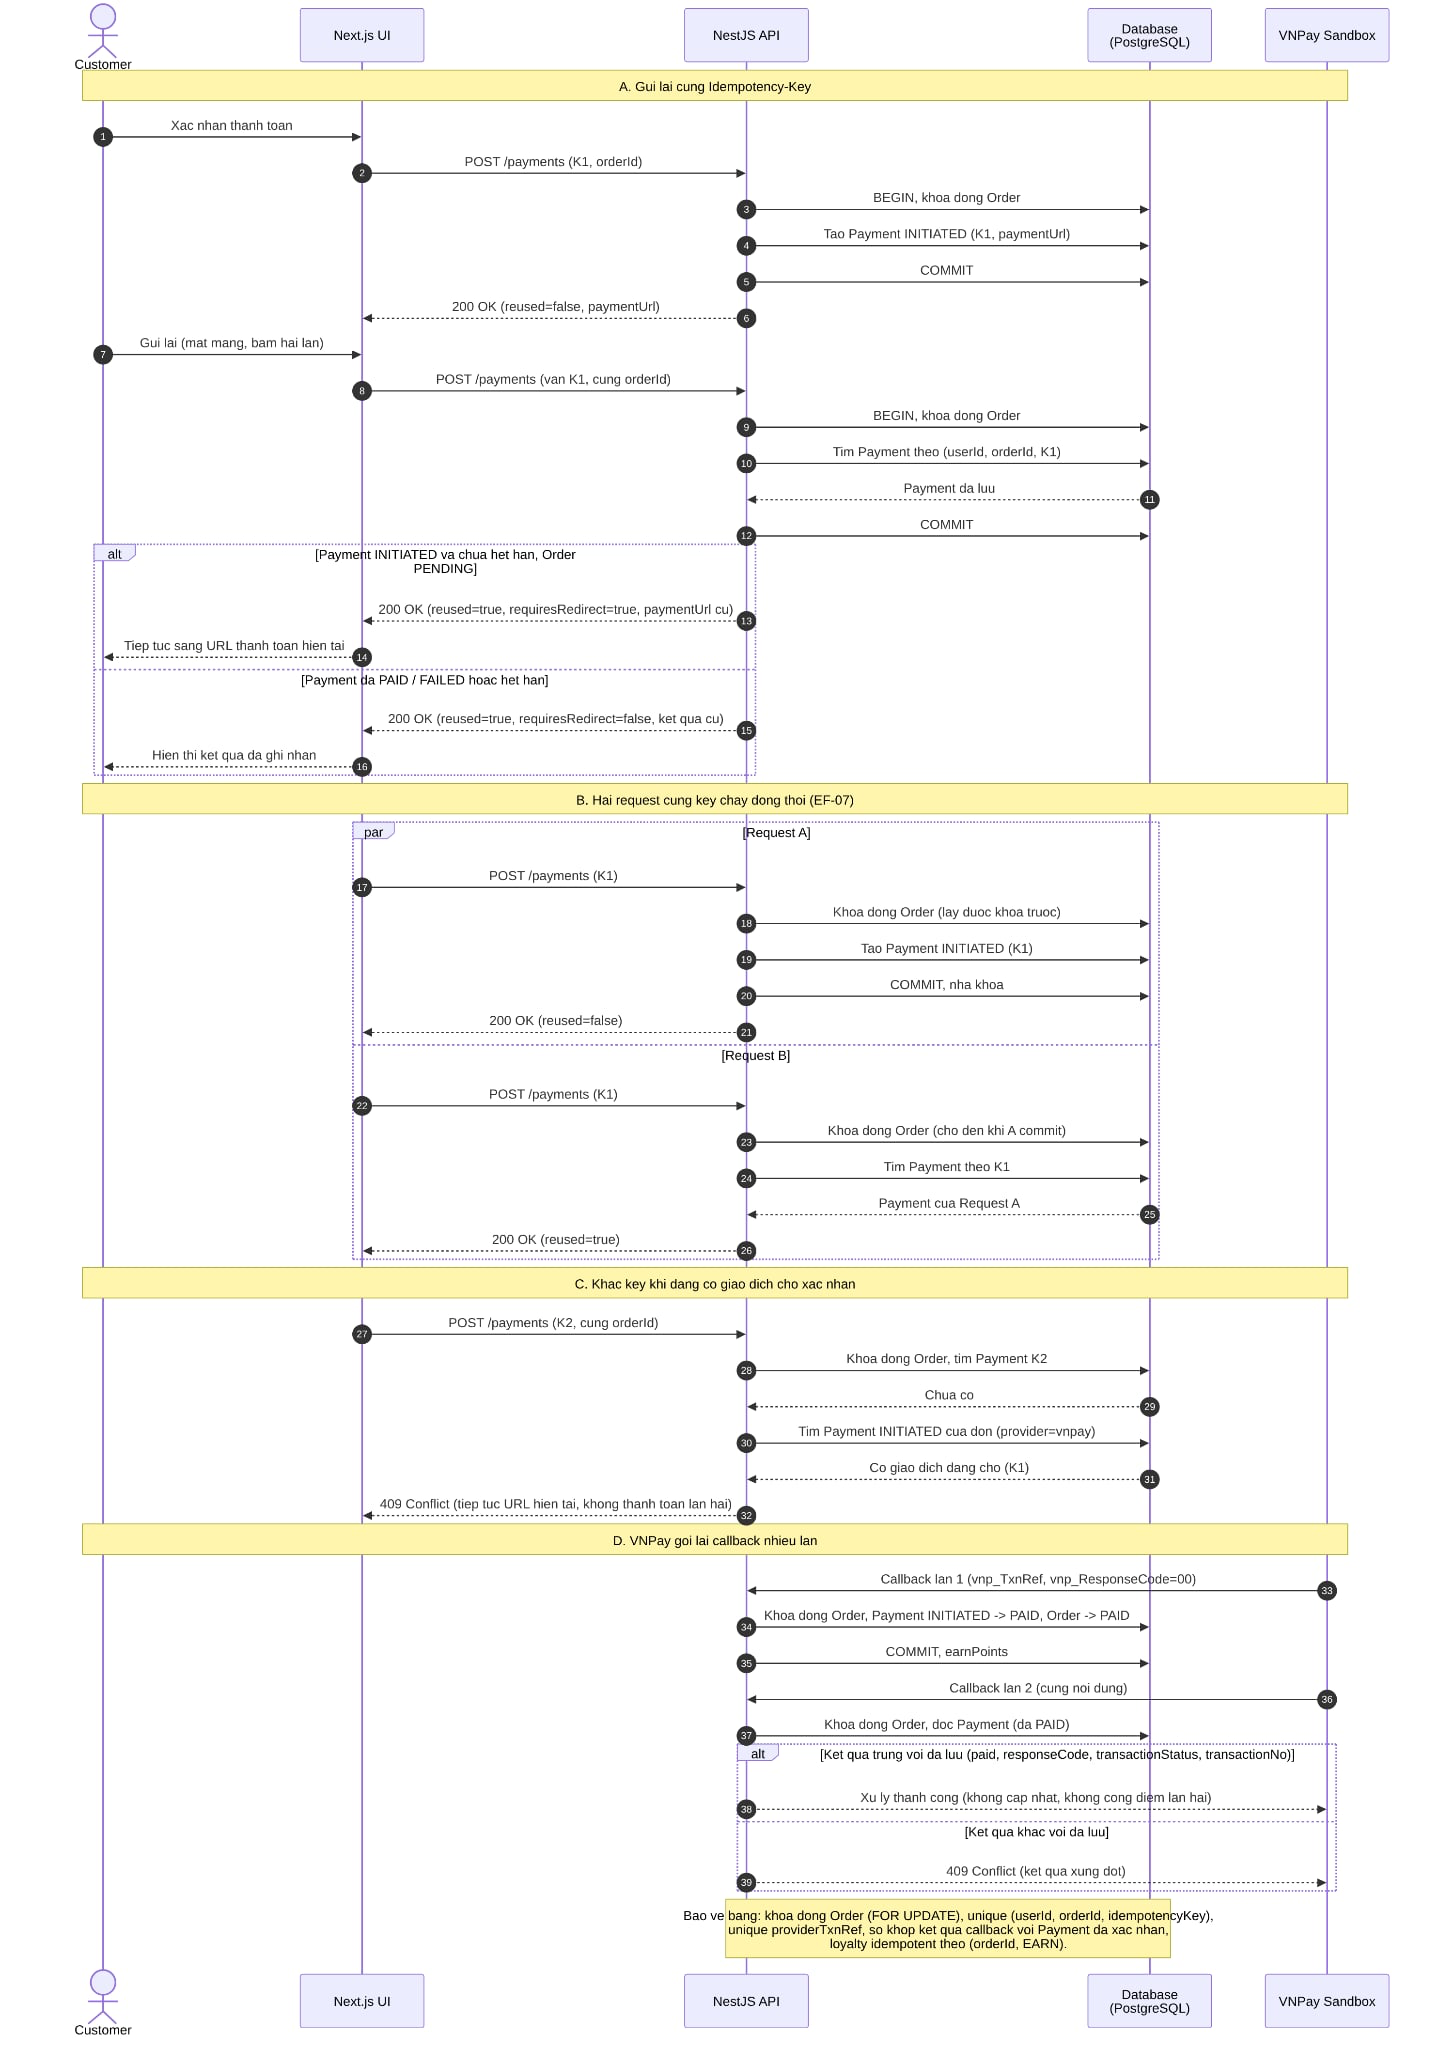 Customer
Next.js UI
NestJS API
Database
(PostgreSQL)
VNPay Sandbox
A. Gui lai cung Idempotency-Key
1
Xac nhan thanh toan
2
POST /payments (K1, orderId)
3
BEGIN, khoa dong Order
4
Tao Payment INITIATED (K1, paymentUrl)
5
COMMIT
200 OK (reused=false, paymentUrl)
6
7
Gui lai (mat mang, bam hai lan)
8
POST /payments (van K1, cung orderId)
9
BEGIN, khoa dong Order
10
Tim Payment theo (userId, orderId, K1)
Payment da luu
11
12
COMMIT
alt
[Payment INITIATED va chua het han, Order
PENDING]
200 OK (reused=true, requiresRedirect=true, paymentUrl cu)
13
Tiep tuc sang URL thanh toan hien tai
14
[Payment da PAID / FAILED hoac het han]
200 OK (reused=true, requiresRedirect=false, ket qua cu)
15
Hien thi ket qua da ghi nhan
16
B. Hai request cung key chay dong thoi (EF-07)
par
[Request A]
17
POST /payments (K1)
18
Khoa dong Order (lay duoc khoa truoc)
19
Tao Payment INITIATED (K1)
20
COMMIT, nha khoa
200 OK (reused=false)
21
[Request B]
22
POST /payments (K1)
23
Khoa dong Order (cho den khi A commit)
24
Tim Payment theo K1
Payment cua Request A
25
200 OK (reused=true)
26
C. Khac key khi dang co giao dich cho xac nhan
27
POST /payments (K2, cung orderId)
28
Khoa dong Order, tim Payment K2
Chua co
29
30
Tim Payment INITIATED cua don (provider=vnpay)
Co giao dich dang cho (K1)
31
409 Conflict (tiep tuc URL hien tai, khong thanh toan lan hai)
32
D. VNPay goi lai callback nhieu lan
Callback lan 1 (vnp_TxnRef, vnp_ResponseCode=00)
33
34
Khoa dong Order, Payment INITIATED -> PAID, Order -> PAID
35
COMMIT, earnPoints
Callback lan 2 (cung noi dung)
36
37
Khoa dong Order, doc Payment (da PAID)
alt
[Ket qua trung voi da luu (paid, responseCode, transactionStatus, transactionNo)]
38
Xu ly thanh cong (khong cap nhat, khong cong diem lan hai)
[Ket qua khac voi da luu]
39
409 Conflict (ket qua xung dot)
Bao ve bang: khoa dong Order (FOR UPDATE), unique (userId, orderId, idempotencyKey),
unique providerTxnRef, so khop ket qua callback voi Payment da xac nhan,
loyalty idempotent theo (orderId, EARN).
Customer
Next.js UI
NestJS API
Database
(PostgreSQL)
VNPay Sandbox